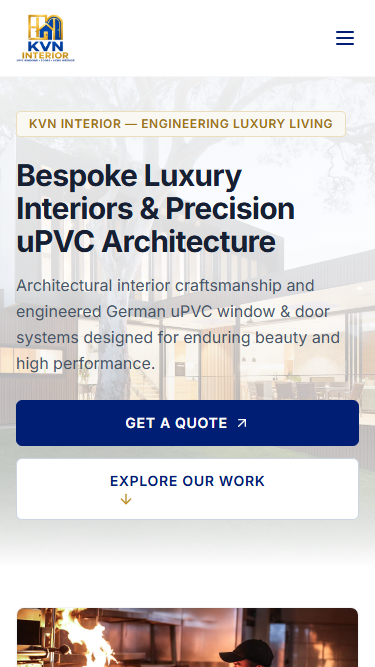 KVN
INTERIOR
KVN INTERIOR — ENGINEERING LUXURY LIVING
Bespoke Luxury
Interiors & Precision
uPVC Architecture
Architectural interior craftsmanship and
engineered German uPVC window & door
systems designed for enduring beauty and
high performance.
GET A QUOTE
EXPLORE OUR WORK